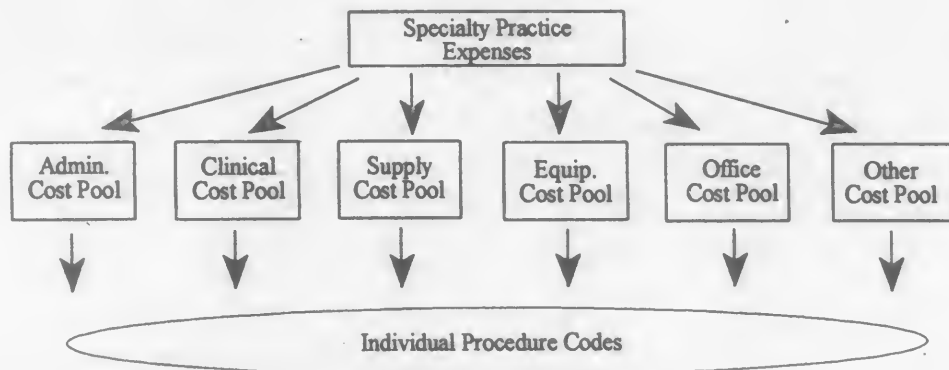 Specialty Practice
Expenses
Admin.
Cost Pool
Clinical
Cost Pool
Supply
Cost Pool
Equip.
Cost Pool
Office
Cost Pool
Other
Cost Pool
Individual Procedure Codes